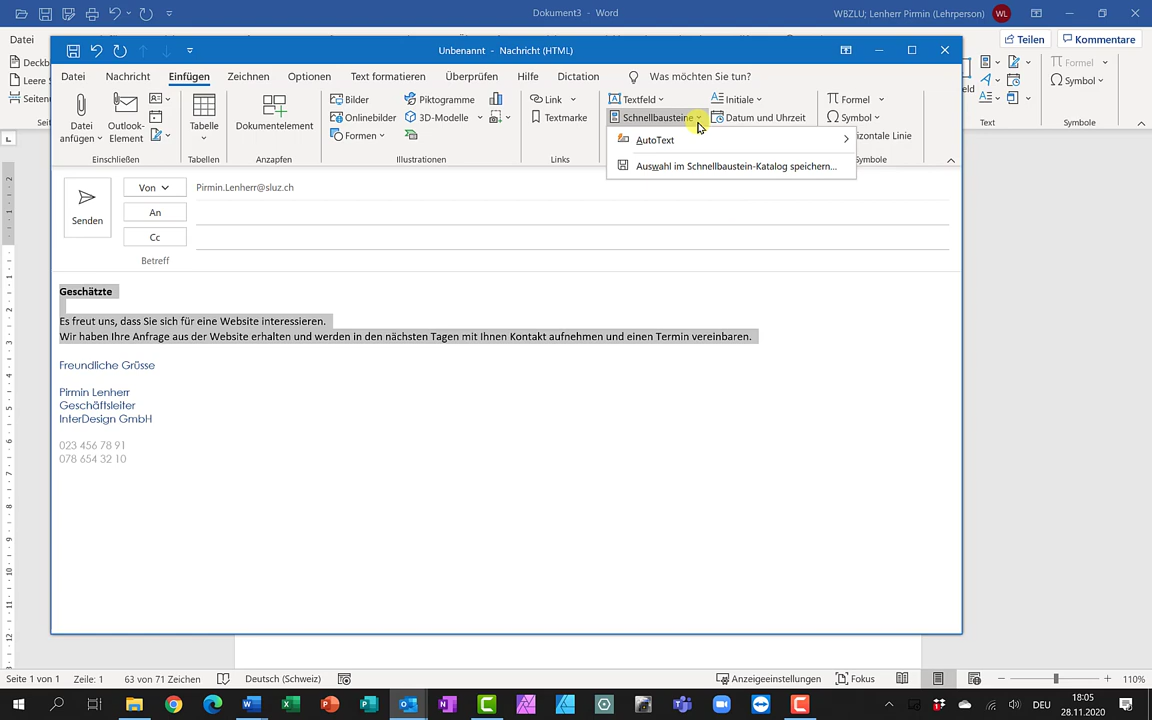 Dokument3 - Word
WBZLU; Lenherr Pirmin (Lehrperson)
WL
Datei
Teilen
Kommentare
Unbenannt - Nachricht (HTML)
Datei Nachricht Einfügen Zeichnen Optionen Text formatieren Überprüfen Hilfe Dictation Was möchten Sie tun?
Deckb
Leere
Seiten
Datei anfügen
Outlook-Element
Tabelle
Dokumentelement
Bilder
Onlinebilder
Formen
Piktogramme
3D-Modelle
Link
Textmarke
Textfeld
Schnellbausteine
Initiale
Datum und Uhrzeit
Formel
Symbol
izontale Linie
eld
Formel
Symbol
Einschließen
Tabellen
Anzapfen
Illustrationen
Links
ymbole
Text
Symbole
AutoText
Auswahl im Schnellbaustein-Katalog speichern...
Senden
Von
Pirmin.Lenherr@sluz.ch
An
Cc
Betreff
Geschätzte
Es freut uns, dass Sie sich für eine Website interessieren.
Wir haben Ihre Anfrage aus der Website erhalten und werden in den nächsten Tagen mit Ihnen Kontakt aufnehmen und einen Termin vereinbaren.
Freundliche Grüsse
Pirmin Lenherr
Geschäftsleiter
InterDesign GmbH
023 456 78 91
078 654 32 10
Seite 1 von 1 Zeile: 1 63 von 71 Zeichen Deutsch (Schweiz) Anzeigeeinstellungen Fokus 110%
DEU
18:05
28.11.2020